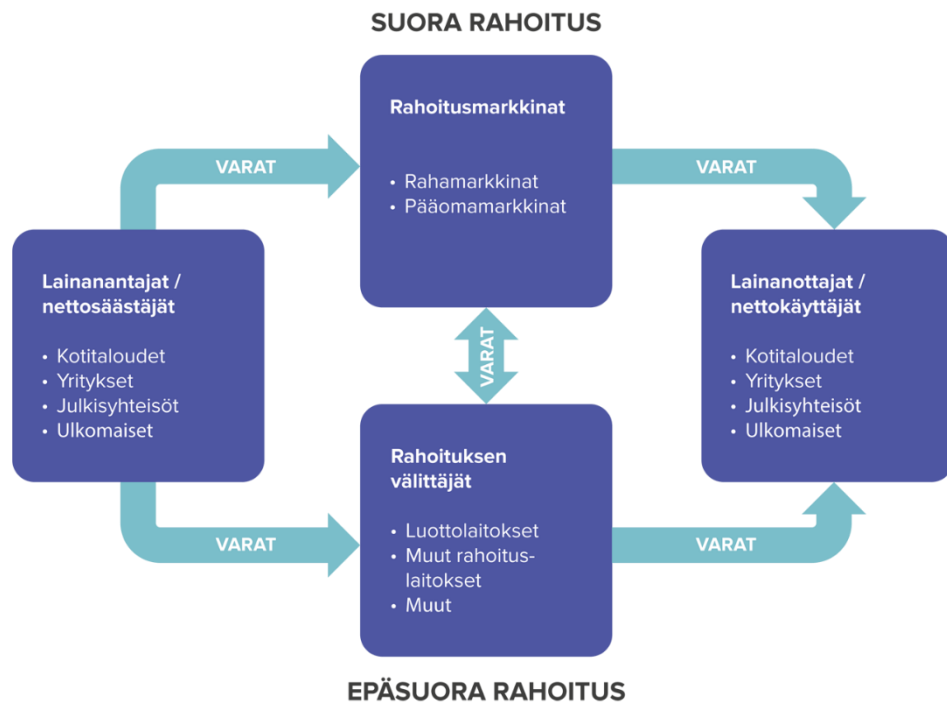 SUORA RAHOITUS
Rahoitusmarkkinat
• Rahamarkkinat
• Pääomamarkkinat
VARAT
VARAT
Lainanantajat /
nettosäästäjät
• Kotitaloudet
• Yritykset
• Julkisyhteisöt
• Ulkomaiset
VARAT
Lainanottajat /
nettokäyttäjät
• Kotitaloudet
• Yritykset
• Julkisyhteisöt
• Ulkomaiset
Rahoituksen
välittäjät
• Luottolaitokset
• Muut rahoitus-
laitokset
• Muut
VARAT
VARAT
EPÄSUORA RAHOITUS